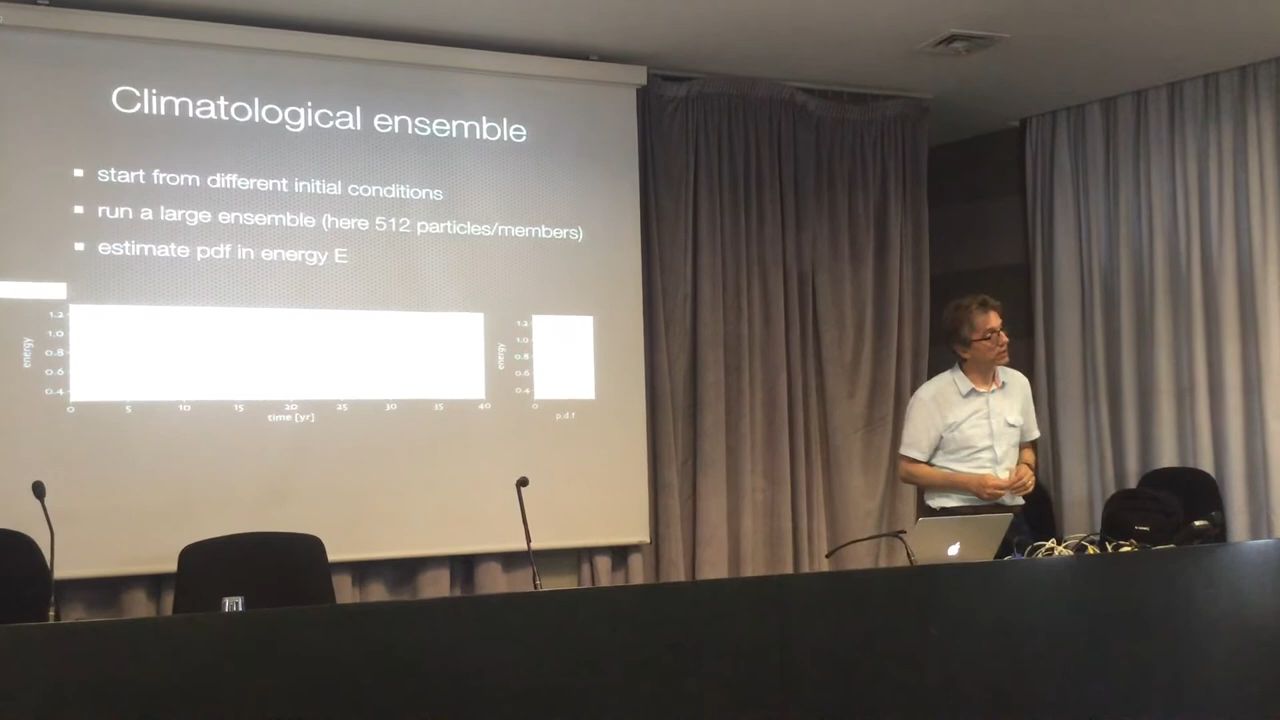 Climatological ensemble
start from different initial conditions
run a large ensemble (here 512 particles/members)
estimate pdf in energy E
energy
1.2
1.0
0.8
0.6
0.4
0 5 10 15 20 25 30 35 40
time [yr]
energy
1.2
1.0
0.8
0.6
0.4
0
p.d.f